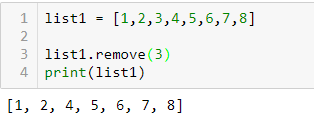 1 list1 = [1,2,3,4,5,6,7,8]
2
3 list1.remove(3)
4 print(list1)
[1, 2, 4, 5, 6, 7, 8]